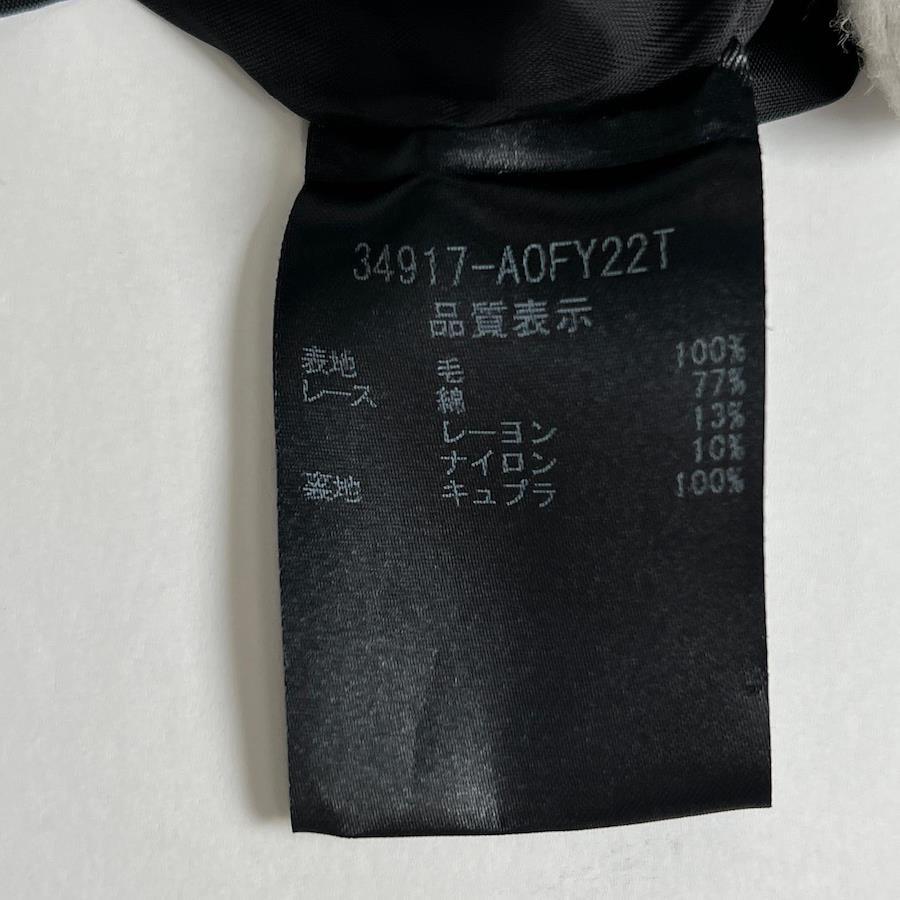 34917-AOFY22T
品質表示
表地 毛 100%
レース 綿 77%
レーヨン 13%
ナイロン 10%
裏地 キュプラ 100%